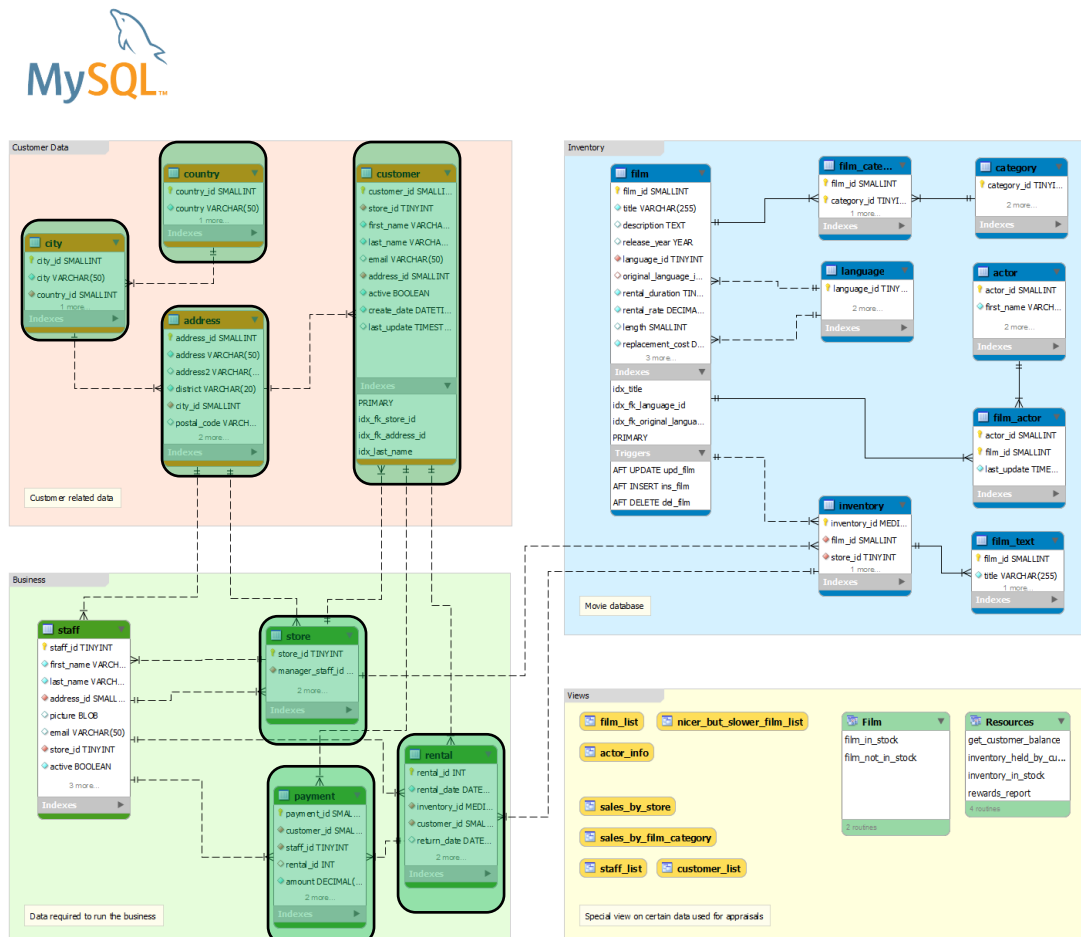 MySQL™
Customer Data
country
country_id SMALLINT
country VARCHAR(50)
1 more...
Indexes
customer
customer_id SMALLI...
store_id TINYINT
first_name VARCHA...
last_name VARCHA...
email VARCHAR(50)
address_id SMALLINT
active BOOLEAN
create_date DATETI...
last_update TIMEST...
Indexes
PRIMARY
idx_fk_store_id
idx_fk_address_id
idx_last_name
city
city_id SMALLINT
city VARCHAR(50)
country_id SMALLINT
1 more...
Indexes
address
address_id SMALLINT
address VARCHAR(50)
address2 VARCHAR(...
district VARCHAR(20)
city_id SMALLINT
postal_code VARCH...
2 more...
Indexes
Customer related data
Inventory
film
film_id SMALLINT
title VARCHAR(255)
description TEXT
release_year YEAR
language_id TINYINT
original_language_i...
rental_duration TIN...
rental_rate DECIMA...
length SMALLINT
replacement_cost D...
3 more...
Indexes
idx_title
idx_fk_language_id
idx_fk_original_langua...
PRIMARY
Triggers
AFT UPDATE upd_film
AFT INSERT ins_film
AFT DELETE del_film
film_cate...
film_id SMALLINT
category_id TINYI...
1 more...
Indexes
category
category_id TINYI...
2 more...
Indexes
language
language_id TINY...
2 more...
Indexes
actor
actor_id SMALLINT
first_name VARCH...
2 more...
Indexes
film_actor
actor_id SMALLINT
film_id SMALLINT
last_update TIME...
Indexes
inventory
inventory_id MEDI...
film_id SMALLINT
store_id TINYINT
1 more...
Indexes
film_text
film_id SMALLINT
title VARCHAR(255)
1 more...
Indexes
Movie database
Business
staff
staff_id TINYINT
first_name VARCH...
last_name VARCH...
address_id SMALL...
picture BLOB
email VARCHAR(50)
store_id TINYINT
active BOOLEAN
3 more...
Indexes
store
store_id TINYINT
manager_staff_id ...
2 more...
Indexes
rental
rental_id INT
rental_date DATE...
inventory_id MEDI...
customer_id SMAL...
return_date DATE...
2 more...
Indexes
payment
payment_id SMAL...
customer_id SMAL...
staff_id TINYINT
rental_id INT
amount DECIMAL(...
2 more...
Indexes
Data required to run the business
Views
film_list
nicer_but_slower_film_list
actor_info
sales_by_store
sales_by_film_category
staff_list
customer_list
Film
film_in_stock
film_not_in_stock
2 routines
Resources
get_customer_balance
inventory_held_by_cu...
inventory_in_stock
rewards_report
4 routines
Special view on certain data used for appraisals